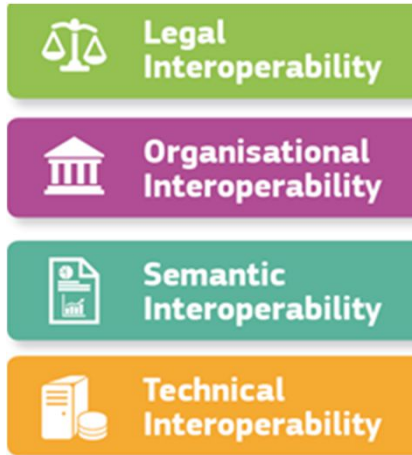 Legal
Interoperability
Organisational
Interoperability
Semantic
Interoperability
Technical
Interoperability